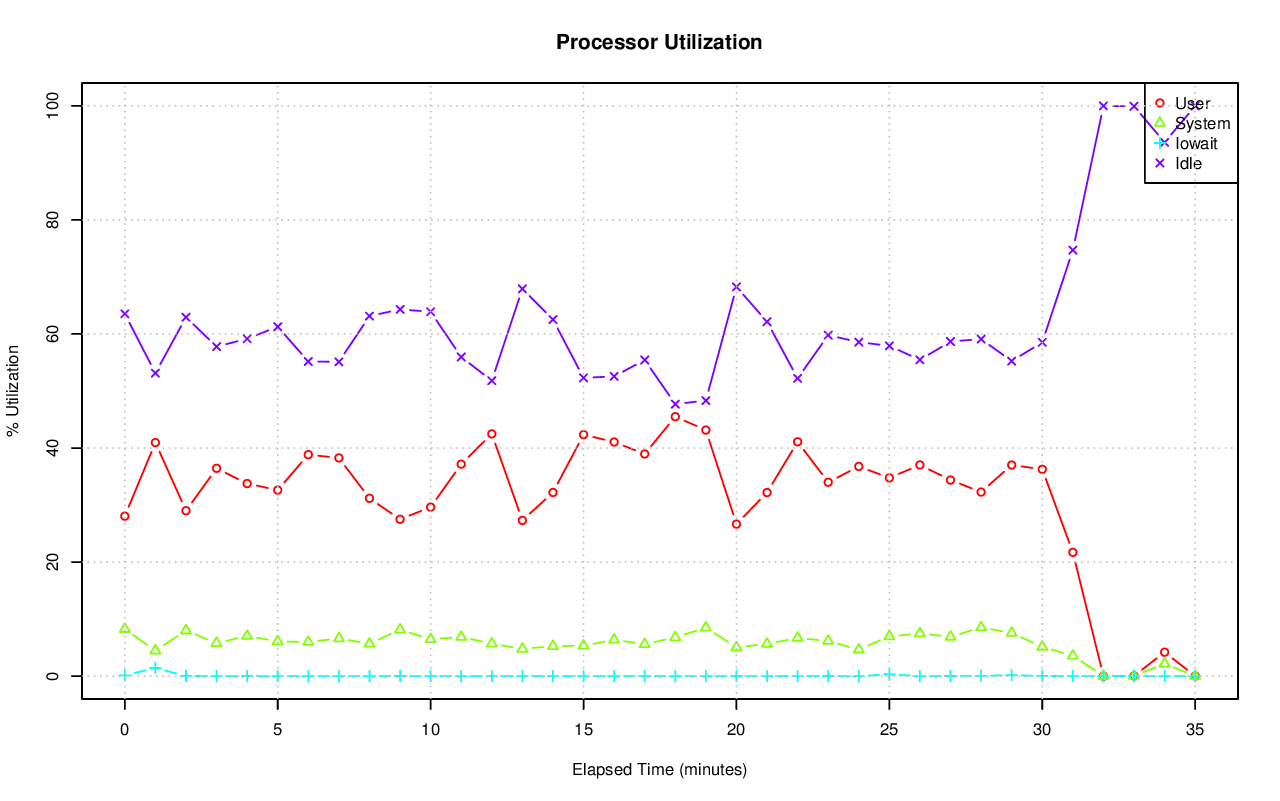 Processor Utilization
100
80
60
40
20
0
% Utilization
User
System
Iowait
Idle
0 5 10 15 20 25 30 35
Elapsed Time (minutes)